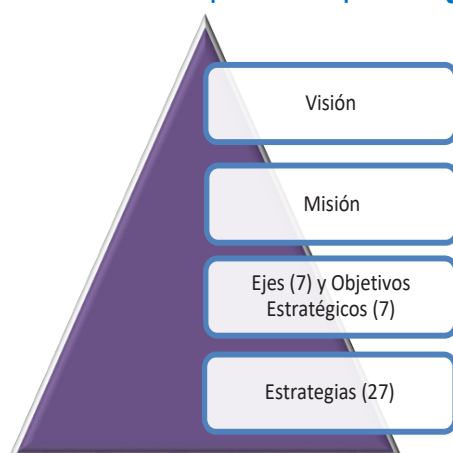 Visión
Misión
Ejes (7) y Objetivos
Estratégicos (7)
Estrategias (27)